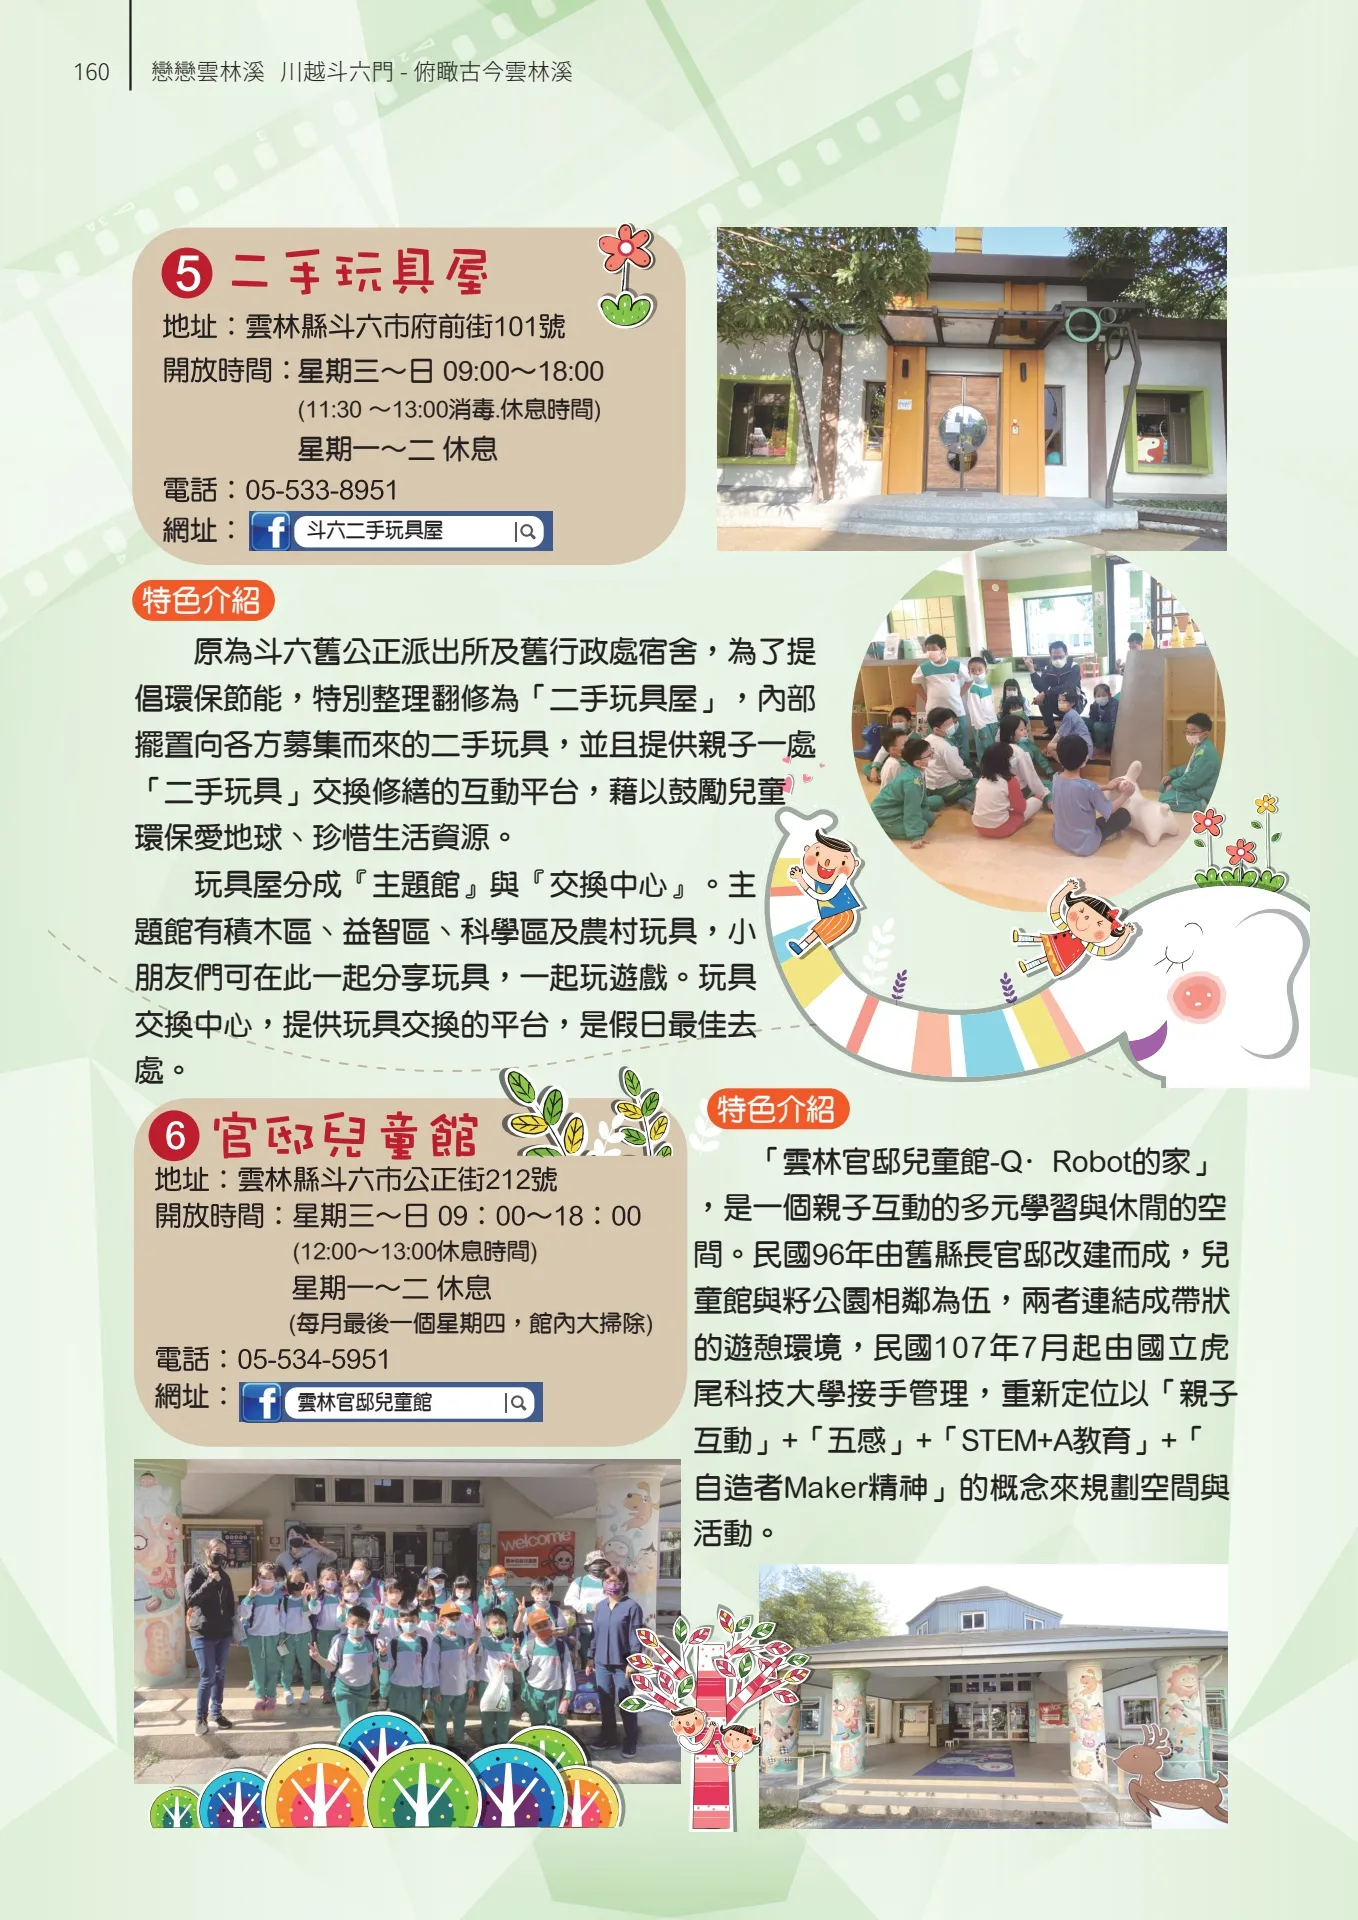 160
戀戀雲林溪 川越斗六門 - 俯瞰古今雲林溪
5 二手玩具屋
地址：雲林縣斗六市府前街101號
開放時間：星期三～日 09:00～18:00
(11:30 ～13:00消毒.休息時間)
星期一～二 休息
電話：05-533-8951
網址： f 斗六二手玩具屋
特色介紹
原為斗六舊公正派出所及舊行政處宿舍，為了提
倡環保節能，特別整理翻修為「二手玩具屋」，內部
擺置向各方募集而來的二手玩具，並且提供親子一處
「二手玩具」交換修繕的互動平台，藉以鼓勵兒童
環保愛地球、珍惜生活資源。
玩具屋分成『主題館』與『交換中心』。主
題館有積木區、益智區、科學區及農村玩具，小
朋友們可在此一起分享玩具，一起玩遊戲。玩具
交換中心，提供玩具交換的平台，是假日最佳去
處。
6 官邸兒童館
地址：雲林縣斗六市公正街212號
開放時間：星期三～日 09：00～18：00
(12:00～13:00休息時間)
星期一～二 休息
(每月最後一個星期四，館內大掃除)
電話：05-534-5951
網址： f 雲林官邸兒童館
特色介紹
「雲林官邸兒童館-Q‧Robot的家」
，是一個親子互動的多元學習與休閒的空
間。民國96年由舊縣長官邸改建而成，兒
童館與籽公園相鄰為伍，兩者連結成帶狀
的遊憩環境，民國107年7月起由國立虎
尾科技大學接手管理，重新定位以「親子
互動」+「五感」+「STEM+A教育」+「
自造者Maker精神」的概念來規劃空間與
活動。
welcome